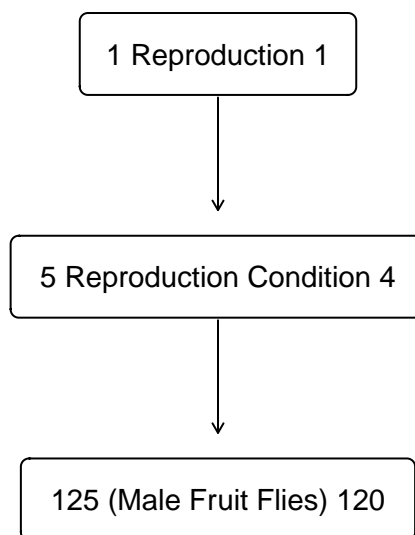 1 Reproduction 1
5 Reproduction Condition 4
125 (Male Fruit Flies) 120